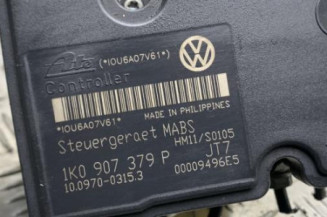 Ate (*IOU6A07V61*)
Controller
*IOU6A07V61*
MADE IN PHILIPPINES
Steuergeraet MABS
HM11/S0105
1K0 907 379 P JT7
10.0970-0315.3 00009496E5